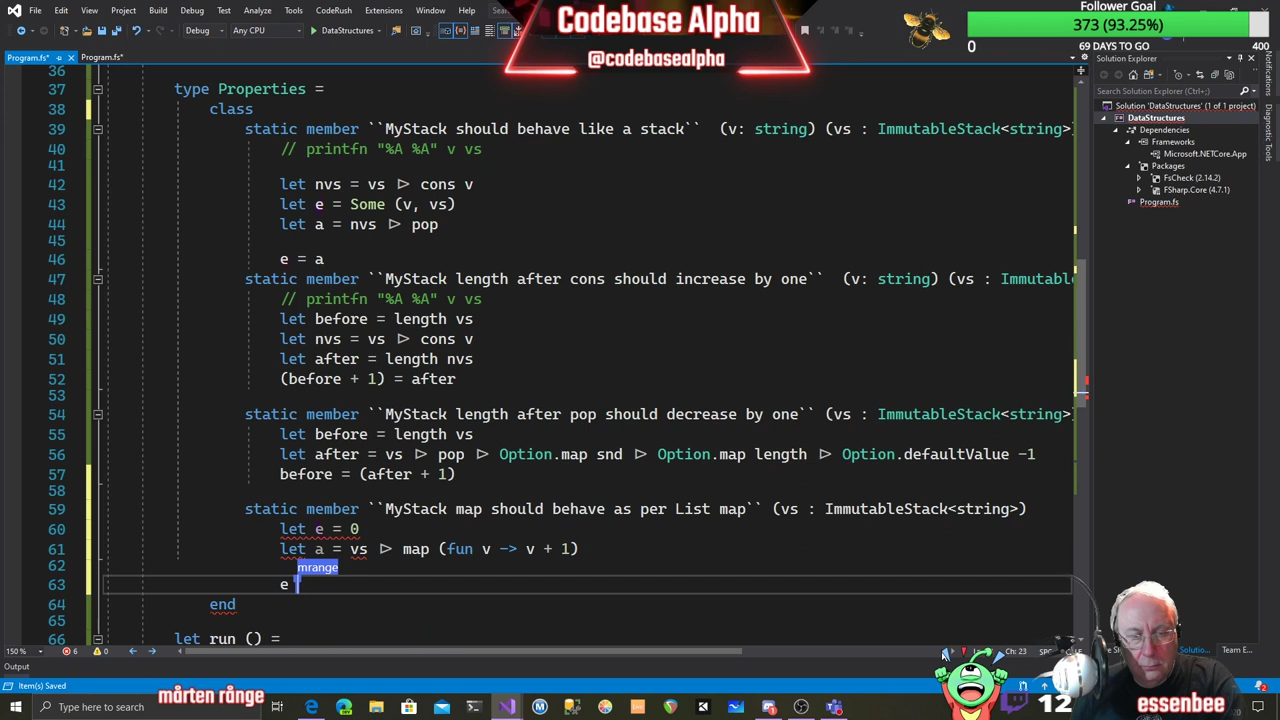 File Edit View Git Project Build Debug Test Analyze Tools CodeRush Extensions Window Help
Codebase Alpha
@codebasealpha
Follower Goal
373 (93.25%)
0 69 DAYS TO GO 400
Debug Any CPU DataStructures
Program.fs* Program.fs*
36
37 type Properties =
38 class
39 static member ``MyStack should behave like a stack`` (v: string) (vs : ImmutableStack<string>
40 // printfn "%A %A" v vs
41
42 let nvs = vs |> cons v
43 let e = Some (v, vs)
44 let a = nvs |> pop
45
46 e = a
47 static member ``MyStack length after cons should increase by one`` (v: string) (vs : Immutabl
48 // printfn "%A %A" v vs
49 let before = length vs
50 let nvs = vs |> cons v
51 let after = length nvs
52 (before + 1) = after
53
54 static member ``MyStack length after pop should decrease by one`` (vs : ImmutableStack<string>
55 let before = length vs
56 let after = vs |> pop |> Option.map snd |> Option.map length |> Option.defaultValue -1
57 before = (after + 1)
58
59 static member ``MyStack map should behave as per List map`` (vs : ImmutableStack<string>)
60 let e = 0
61 let a = vs |> map (fun v -> v + 1)
62 mrange
63 e
64 end
65
66 let run () =
Solution Explorer
Search Solution Explorer (Ctrl+;)
Solution 'DataStructures' (1 of 1 project)
DataStructures
Dependencies
Frameworks
Microsoft.NETCore.App
Packages
FsCheck (2.14.2)
FSharp.Core (4.7.1)
Program.fs
Notifications
Diagnostic Tools
150 % 6 0 Ch: 23 Solutio... Team E...
Output
Item(s) Saved
mårten rånge
essenbee
Type here to search
12